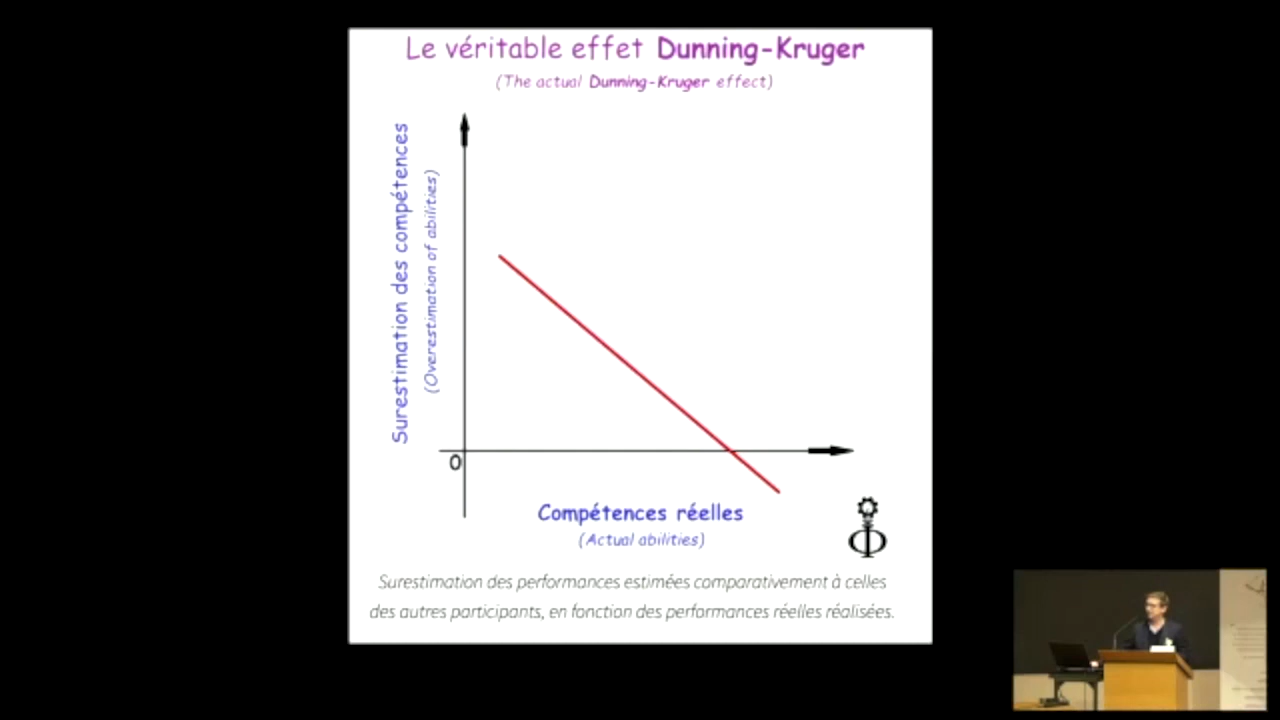 Le véritable effet Dunning-Kruger
(The actual Dunning-Kruger effect)
Surestimation des compétences
(Overestimation of abilities)
0
Compétences réelles
(Actual abilities)
Φ
Surestimation des performances estimées comparativement à celles
des autres participants, en fonction des performances réelles réalisées.